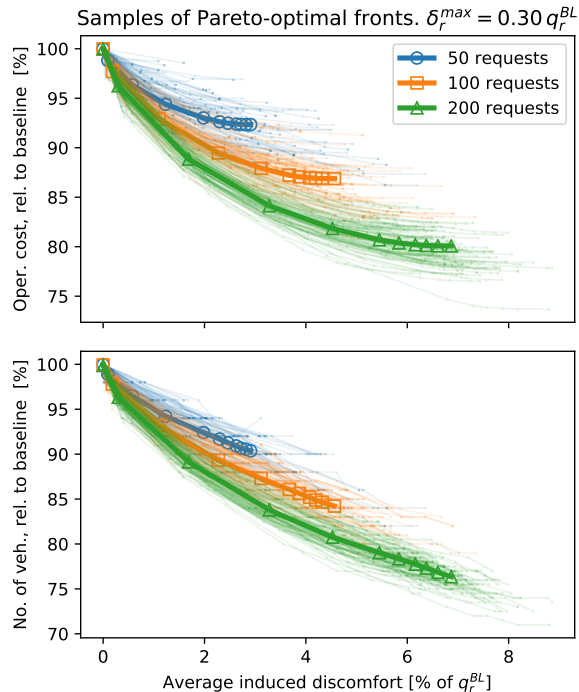 Samples of Pareto-optimal fronts. δ_r^{max} = 0.30 q_r^{BL}
100
95
90
85
80
75
Oper. cost, rel. to baseline [%]
50 requests
100 requests
200 requests
100
95
90
85
80
75
70
No. of veh., rel. to baseline [%]
0 2 4 6 8
Average induced discomfort [% of q_r^{BL}]